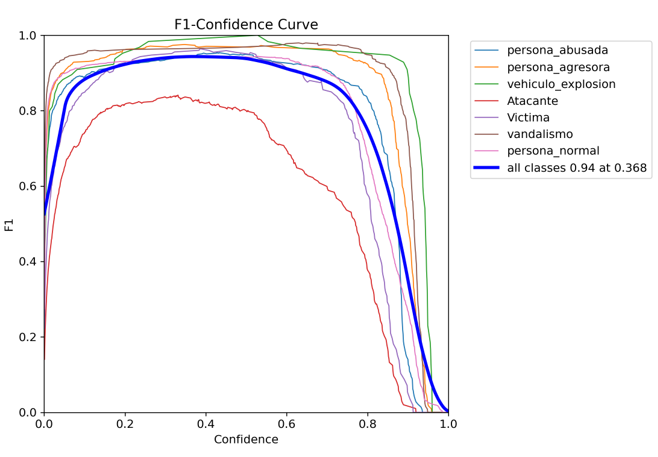 F1-Confidence Curve
1.0
0.8
0.6
0.4
0.2
0.0
F1
0.0 0.2 0.4 0.6 0.8 1.0
Confidence
persona_abusada
persona_agresora
vehiculo_explosion
Atacante
Victima
vandalismo
persona_normal
all classes 0.94 at 0.368